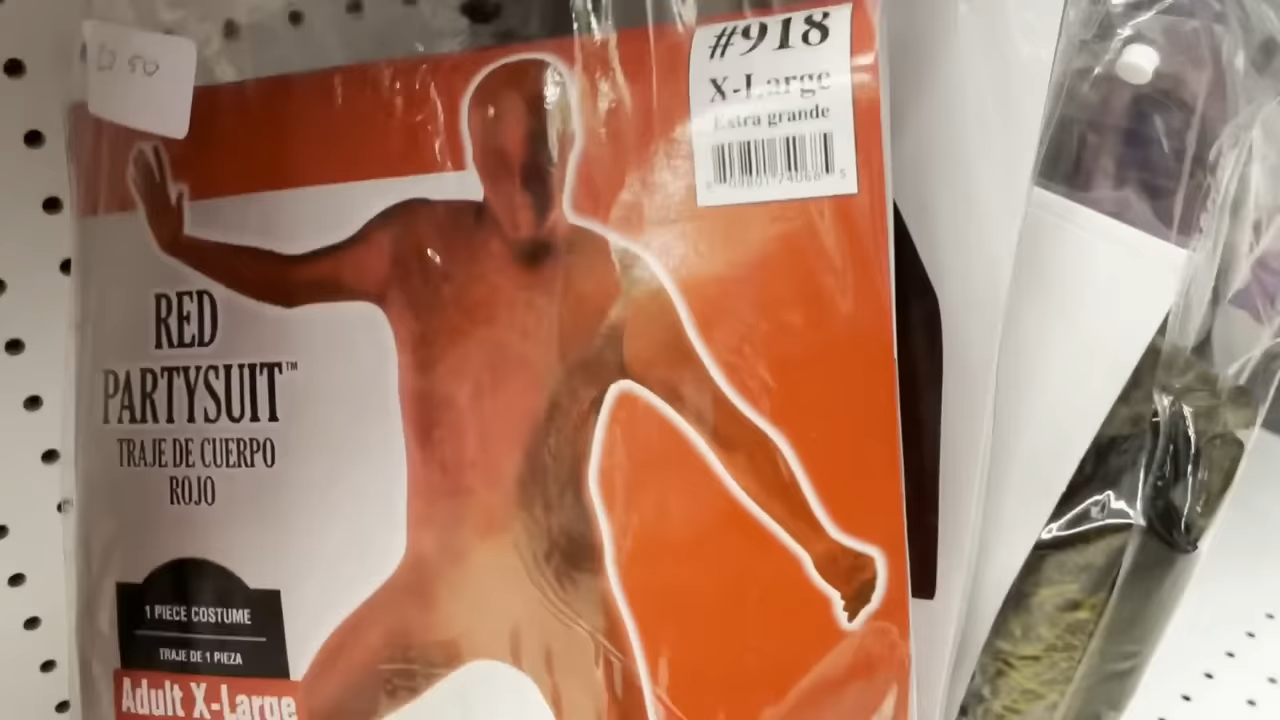 #918
X-Large
Extra grande
RED
PARTYSUIT™
TRAJE DE CUERPO
ROJO
1 PIECE COSTUME
TRAJE DE 1 PIEZA
Adult X-Large